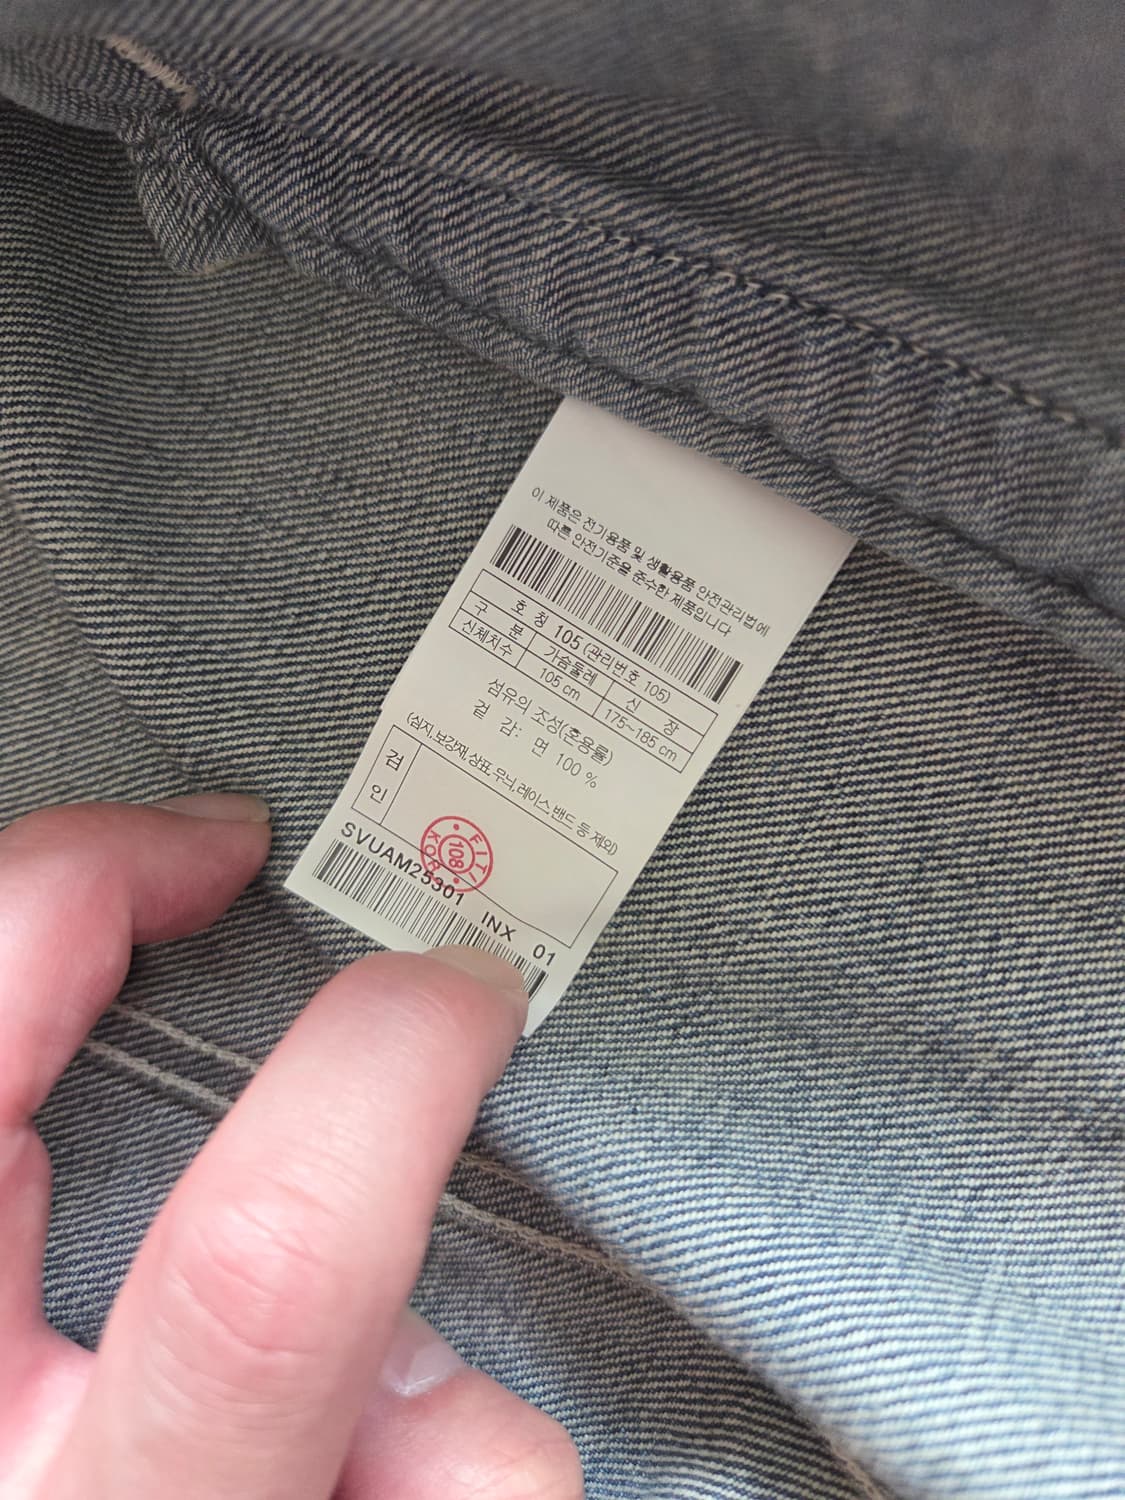 이 제품은 전기용품 및 생활용품 안전관리법에
따른 안전기준을 준수한 제품입니다
호 칭 105 (관리번호 105)
구 분 가슴둘레 신 장
신체치수 105 cm 175~185 cm
섬유의 조성(혼용률)
겉 감: 면 100 %
(심지,보강재,상표,무늬,레이스,밴드 등 제외)
검 인
FITI
108
KOR
SVUAM25301 INX 01